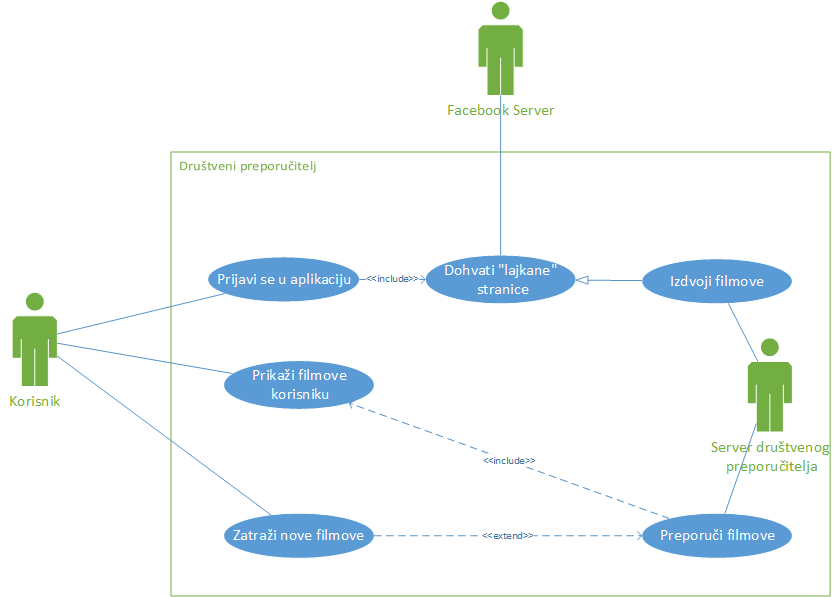 Facebook Server
Društveni preporučitelj
Prijavi se u aplikaciju
<<include>>
Dohvati "lajkane"
stranice
Izdvoji filmove
Korisnik
Prikaži filmove
korisniku
Server društvenog
preporučitelja
<<include>>
Zatraži nove filmove
<<extend>>
Preporuči filmove